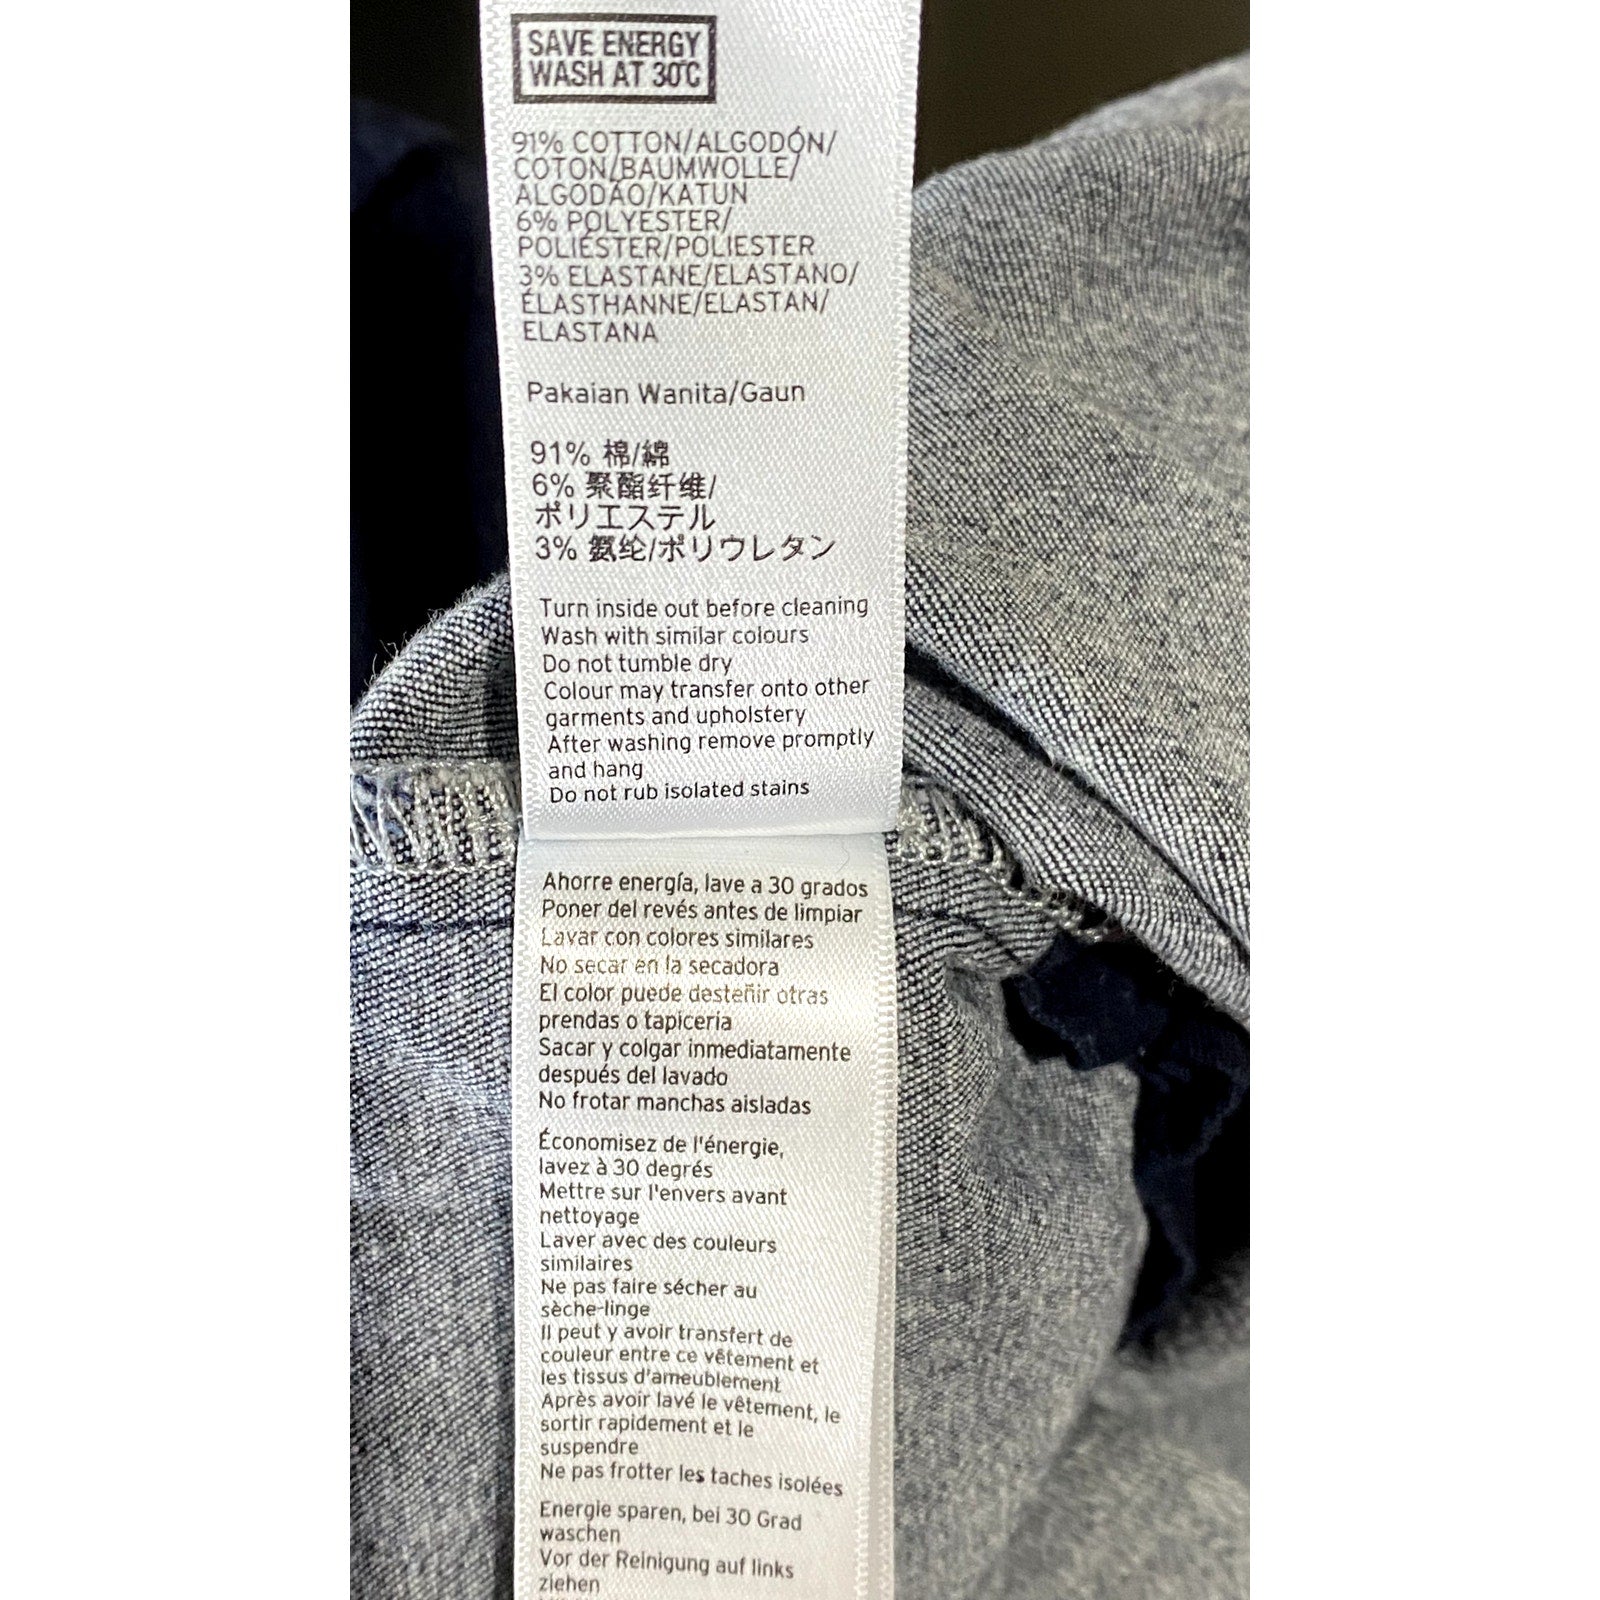 SAVE ENERGY
WASH AT 30°C
91% COTTON/ALGODÓN/
COTON/BAUMWOLLE/
ALGODÃO/KATUN
6% POLYESTER/
POLIÉSTER/POLIESTER
3% ELASTANE/ELASTANO/
ÉLASTHANNE/ELASTAN/
ELASTANA
Pakaian Wanita/Gaun
91% 棉/綿
6% 聚酯纤维/
ポリエステル
3% 氨纶/ポリウレタン
Turn inside out before cleaning
Wash with similar colours
Do not tumble dry
Colour may transfer onto other
garments and upholstery
After washing remove promptly
and hang
Do not rub isolated stains
Ahorre energía, lave a 30 grados
Poner del revés antes de limpiar
Lavar con colores similares
No secar en la secadora
El color puede desteñir otras
prendas o tapiceria
Sacar y colgar inmediatamente
después del lavado
No frotar manchas aisladas
Économisez de l'énergie,
lavez à 30 degrés
Mettre sur l'envers avant
nettoyage
Laver avec des couleurs
similaires
Ne pas faire sécher au
sèche-linge
Il peut y avoir transfert de
couleur entre ce vêtement et
les tissus d'ameublement
Après avoir lavé le vêtement, le
sortir rapidement et le
suspendre
Ne pas frotter les taches isolées
Energie sparen, bei 30 Grad
waschen
Vor der Reinigung auf links
ziehen